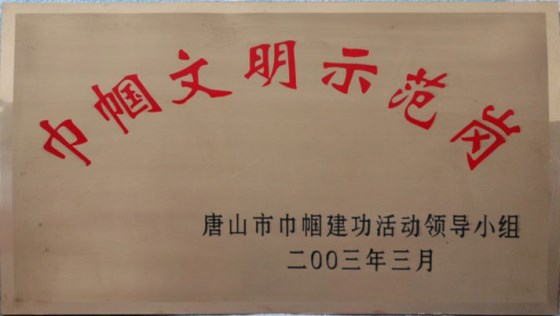 巾帼文明示范岗
唐山市巾帼建功活动领导小组
二00三年三月